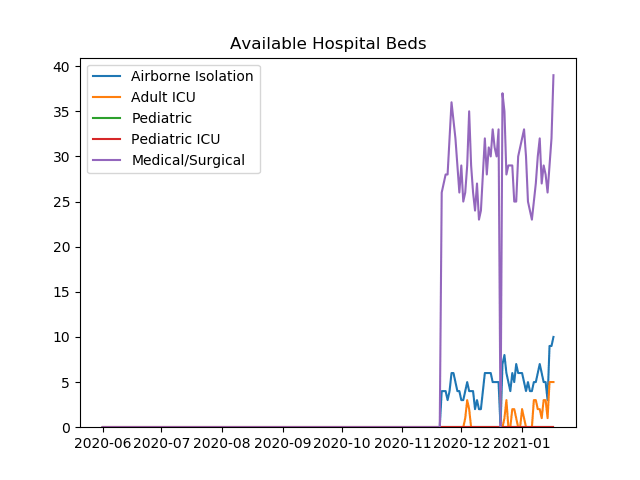 Available Hospital Beds
40
35
30
25
20
15
10
5
0
Airborne Isolation
Adult ICU
Pediatric
Pediatric ICU
Medical/Surgical
2020-06 2020-07 2020-08 2020-09 2020-10 2020-11 2020-12 2021-01